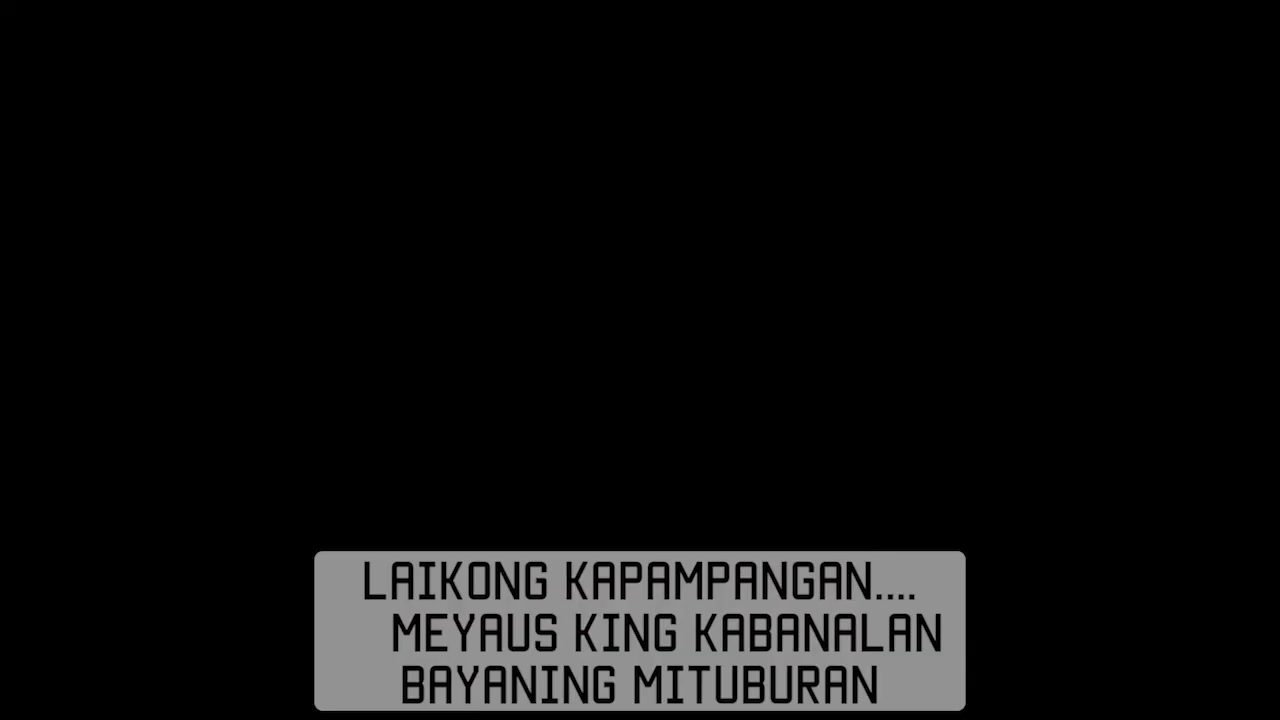 LAIKONG KAPAMPANGAN....
MEYAUS KING KABANALAN
BAYANING MITUBURAN